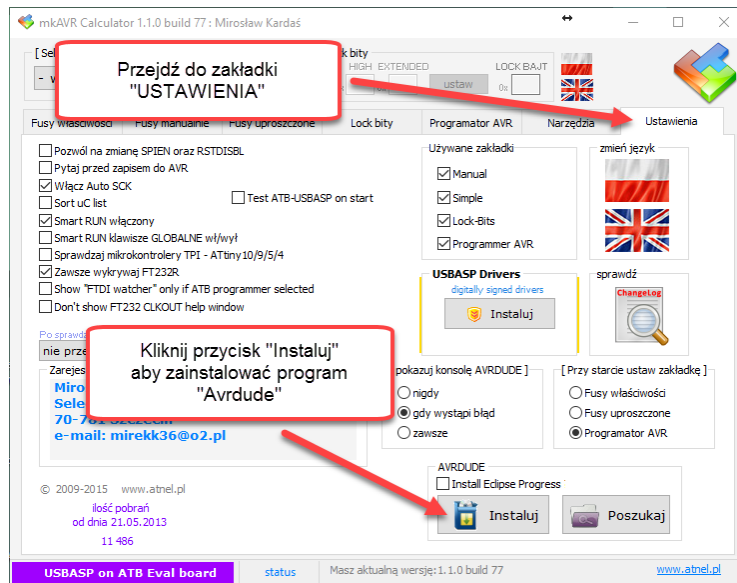 mkAVR Calculator 1.1.0 build 77 : Mirosław Kardaś
[ Sel
k bity
HIGH EXTENDED
LOCK BAJT
- w
ustaw
0x
Przejdź do zakładki
"USTAWIENIA"
Fusy właściwości
Fusy manualnie
Fusy uproszczone
Lock bity
Programator AVR
Narzędzia
Ustawienia
Pozwól na zmianę SPIEN oraz RSTDISBL
Pytaj przed zapisem do AVR
Włącz Auto SCK
Sort uC list
Test ATB-USBASP on start
Smart RUN włączony
Smart RUN klawisze GLOBALNE wł/wył
Sprawdzaj mikrokontrolery TPI - ATtiny10/9/5/4
Zawsze wykrywaj FT232R
Show "FTDI watcher" only if ATB programmer selected
Don't show FT232 CLKOUT help window
Używane zakładki
Manual
Simple
Lock-Bits
Programmer AVR
zmień język
USBASP Drivers
digitally signed drivers
Instaluj
sprawdź
ChangeLog
Po sprawdz
nie prze
Kliknij przycisk "Instaluj"
aby zainstalować program
"Avrdude"
Zarejes
Miro
Sele
70-781 Szczecin
e-mail: mirekk36@o2.pl
pokazuj konsolę AVRDUDE ]
nigdy
gdy wystąpi błąd
zawsze
[ Przy starcie ustaw zakładkę ]
Fusy właściwości
Fusy uproszczone
Programator AVR
AVRDUDE
Install Eclipse Progress
Instaluj
Poszukaj
© 2009-2015 www.atnel.pl
ilość pobrań
od dnia 21.05.2013
11 486
USBASP on ATB Eval board
status
Masz aktualną wersję:1.1.0 build 77
www.atnel.pl